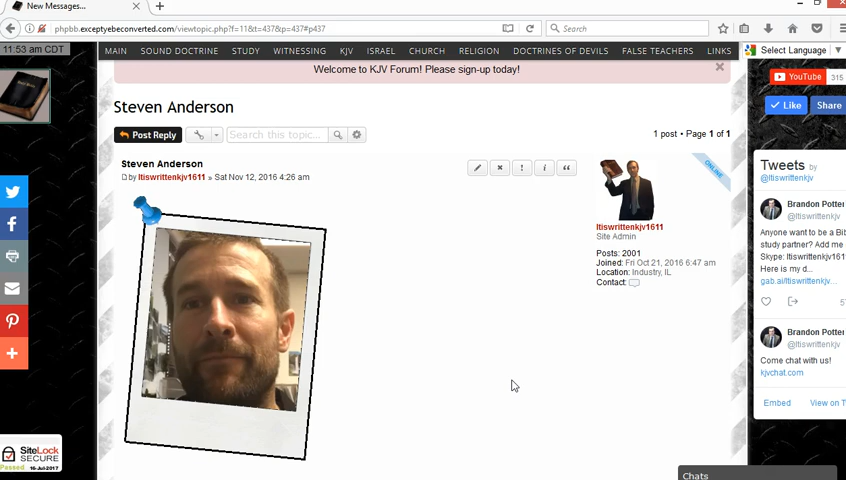 New Messages...
phpbb.exceptyebeconverted.com/viewtopic.php?f=11&t=437&p=437#p437
Search
11:53 am CDT
MAIN SOUND DOCTRINE STUDY WITNESSING KJV ISRAEL CHURCH RELIGION DOCTRINES OF DEVILS FALSE TEACHERS LINKS
Select Language
Welcome to KJV Forum! Please sign-up today!
YouTube 315
Like Share
Steven Anderson
Post Reply
Search this topic...
1 post • Page 1 of 1
Steven Anderson
by Itiswrittenkjv1611 » Sat Nov 12, 2016 4:26 am
ONLINE
Itiswrittenkjv1611
Site Admin
Posts: 2001
Joined: Fri Oct 21, 2016 6:47 am
Location: Industry, IL
Contact:
Tweets by
@Itiswrittenkjv
Brandon Potter
@Itiswrittenkjv
Anyone want to be a Bib
study partner? Add me
Skype: Itiswrittenkjv1611
Here is my d...
gab.ai/Itiswrittenkjv...
Brandon Potter
@Itiswrittenkjv
Come chat with us!
kjvchat.com
Embed View on T
SiteLock
SECURE
Passed 16-Jul-2017
Chats